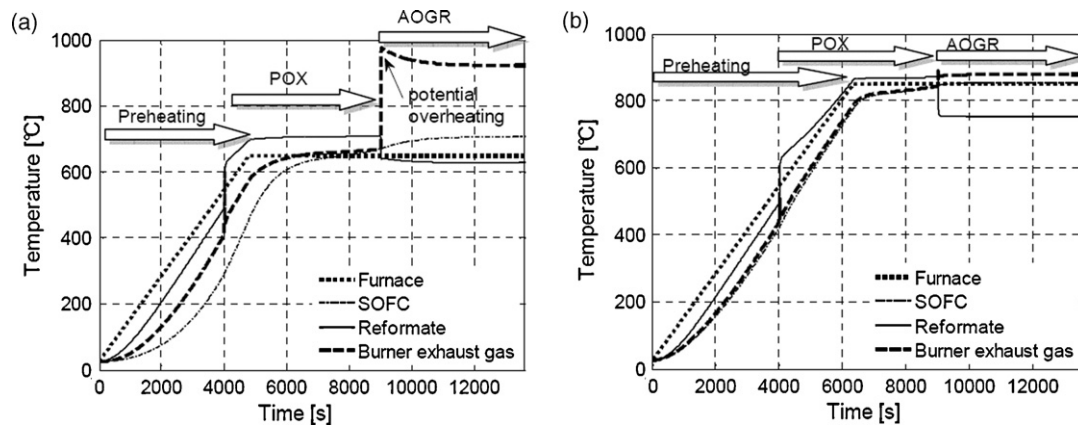 (a)
AOGR
1000
POX
800
potential
overheating
Preheating
600
400
200
0
Temperature [°C]
Furnace
SOFC
Reformate
Burner exhaust gas
0 2000 4000 6000 8000 10000 12000
Time [s]
(b)
1000
POX
AOGR
Preheating
800
600
400
200
0
Temperature [°C]
Furnace
SOFC
Reformate
Burner exhaust gas
0 2000 4000 6000 8000 10000 12000
Time [s]